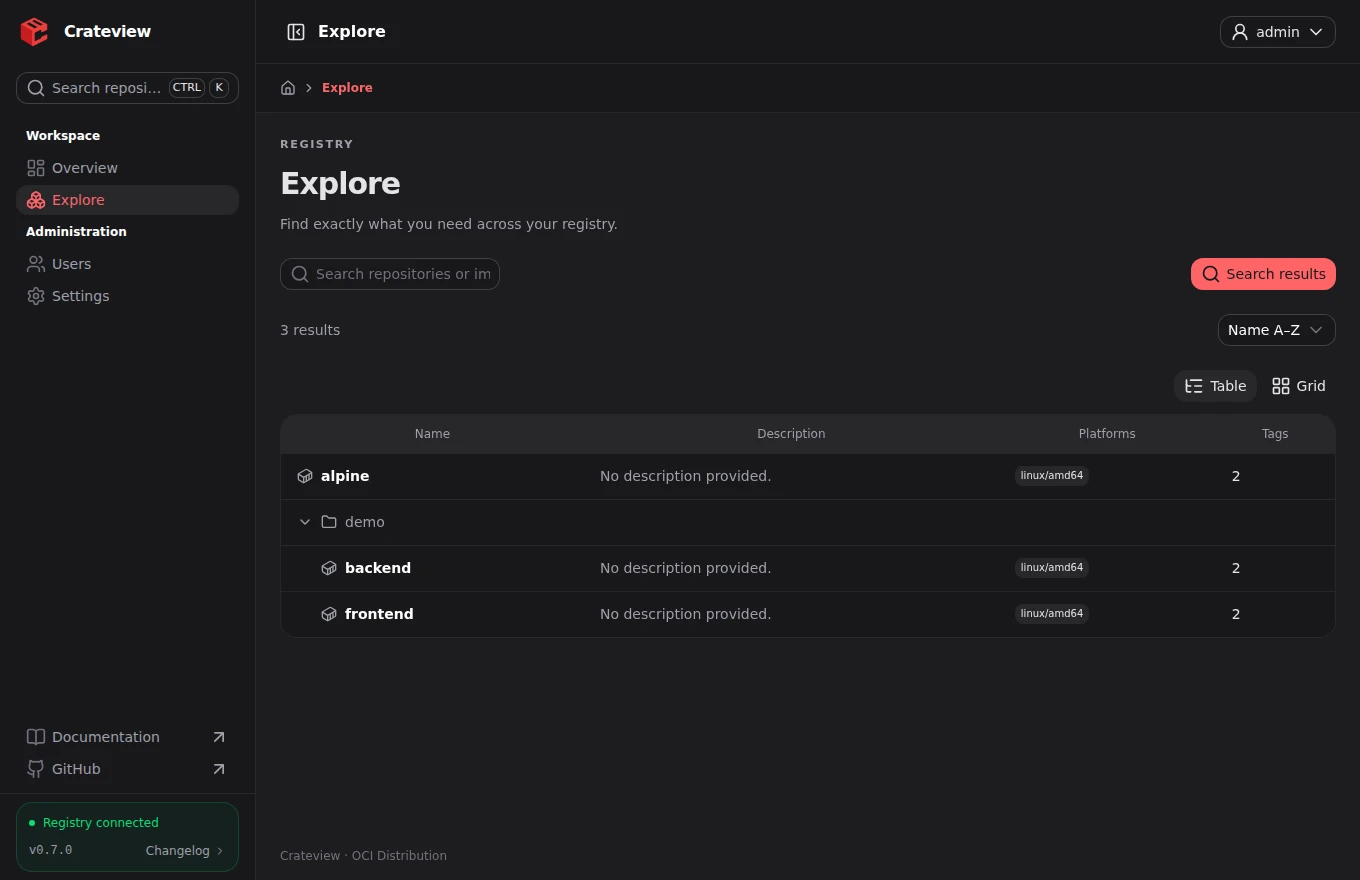 Crateview
Search reposi... CTRL K
Workspace
Overview
Explore
Administration
Users
Settings
Documentation
GitHub
Registry connected
v0.7.0 Changelog
Explore
admin
Explore
REGISTRY
Explore
Find exactly what you need across your registry.
Search repositories or im
Search results
3 results
Name A–Z
Table Grid
Name Description Platforms Tags
alpine No description provided. linux/amd64 2
demo
backend No description provided. linux/amd64 2
frontend No description provided. linux/amd64 2
Crateview · OCI Distribution